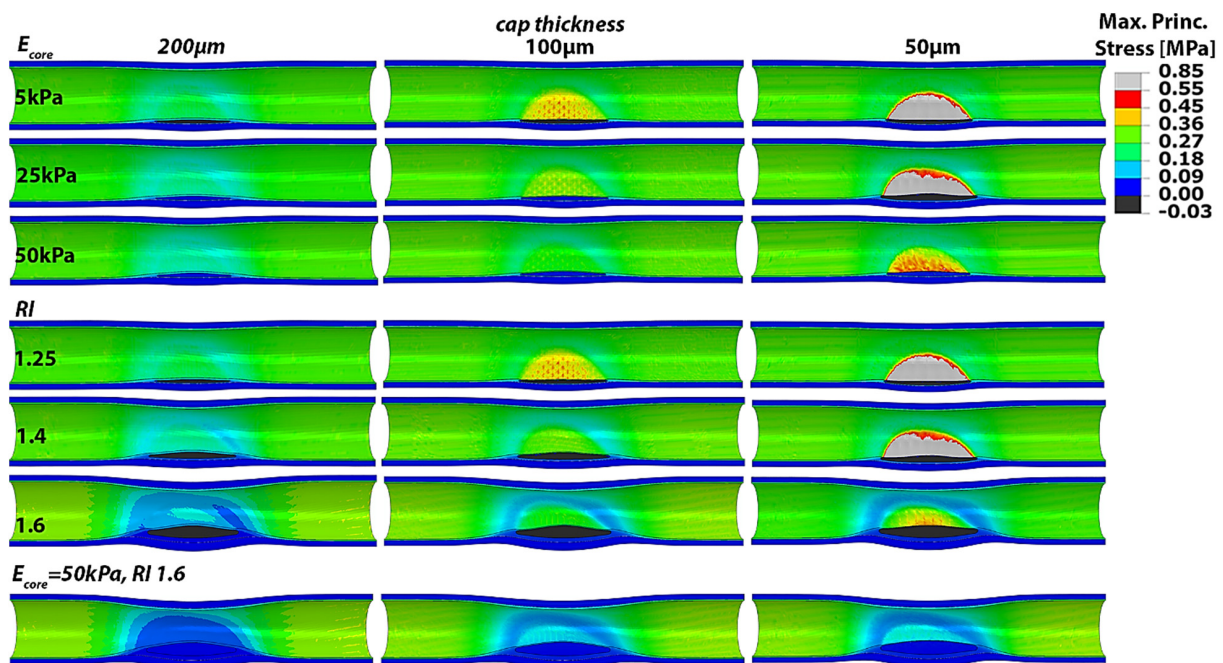 cap thickness
E_core 200μm 100μm 50μm
Max. Princ.
Stress [MPa]
0.85
0.55
0.45
0.36
0.27
0.18
0.09
0.00
-0.03
5kPa
25kPa
50kPa
RI
1.25
1.4
1.6
E_core=50kPa, RI 1.6